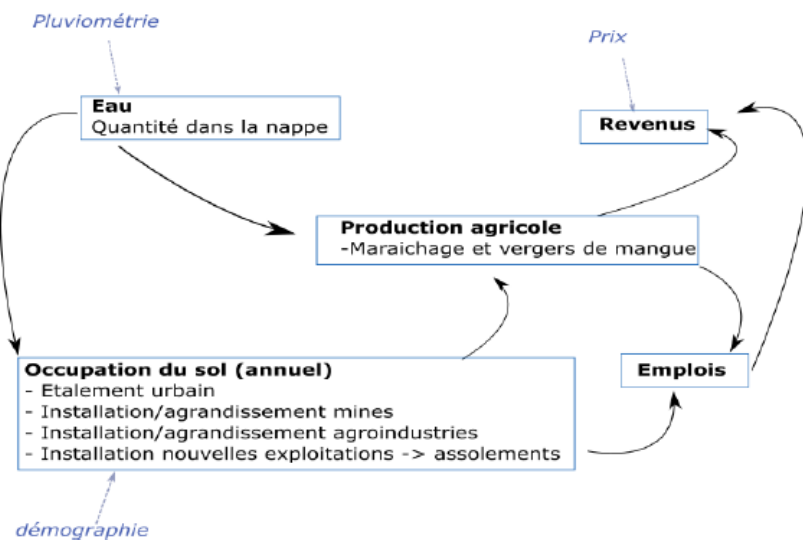 Pluviométrie
Prix
Eau
Quantité dans la nappe
Revenus
Production agricole
-Maraichage et vergers de mangue
Occupation du sol (annuel)
- Etalement urbain
- Installation/agrandissement mines
- Installation/agrandissement agroindustries
- Installation nouvelles exploitations -> assolements
Emplois
démographie